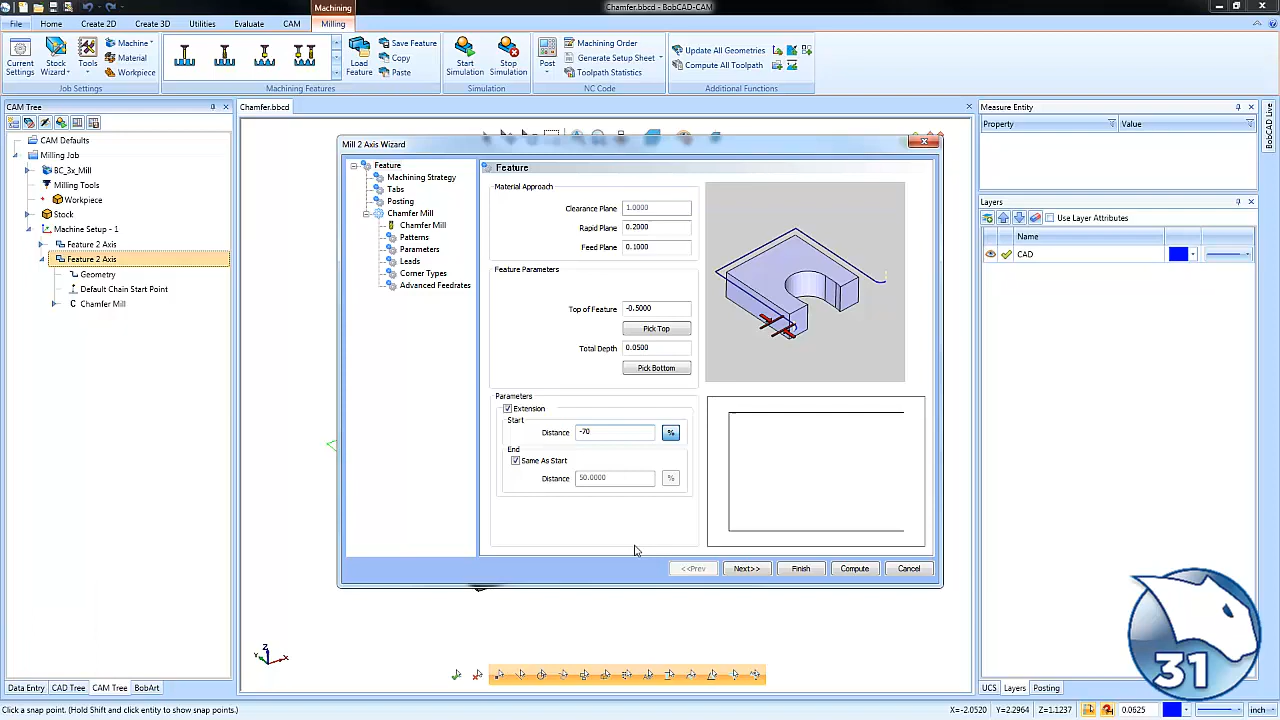 Machining
Chamfer.bbcd - BobCAD-CAM
File
Home
Create 2D
Create 3D
Utilities
Evaluate
CAM
Milling
Current Settings
Stock Wizard
Tools
Machine
Material
Workpiece
Load Feature
Save Feature
Copy
Paste
Start Simulation
Stop Simulation
Post
Machining Order
Generate Setup Sheet
Toolpath Statistics
Update All Geometries
Compute All Toolpath
Job Settings
Machining Features
Simulation
NC Code
Additional Functions
CAM Tree
CAM Defaults
Milling Job
BC_3x_Mill
Milling Tools
Workpiece
Stock
Machine Setup - 1
Feature 2 Axis
Feature 2 Axis
Geometry
Default Chain Start Point
C Chamfer Mill
Data Entry
CAD Tree
CAM Tree
BobArt
Chamfer.bbcd
Mill 2 Axis Wizard
Feature
Machining Strategy
Tabs
Posting
Chamfer Mill
Chamfer Mill
Patterns
Parameters
Leads
Corner Types
Advanced Feedrates
Feature
Material Approach
Clearance Plane 1.0000
Rapid Plane 0.2000
Feed Plane 0.1000
Feature Parameters
Top of Feature -0.5000
Pick Top
Total Depth 0.0500
Pick Bottom
Parameters
Extension
Start
Distance -70 %
End
Same As Start
Distance 50.0000 %
<<Prev
Next>>
Finish
Compute
Cancel
Measure Entity
Property
Value
Layers
Use Layer Attributes
Name
CAD
BobCAD Live
UCS
Layers
Posting
31
Click a snap point. (Hold Shift and click entity to show snap points.)
X=-2.0520
Y=2.2964
Z=1.1237
0.0625
inch
Z
Y
X